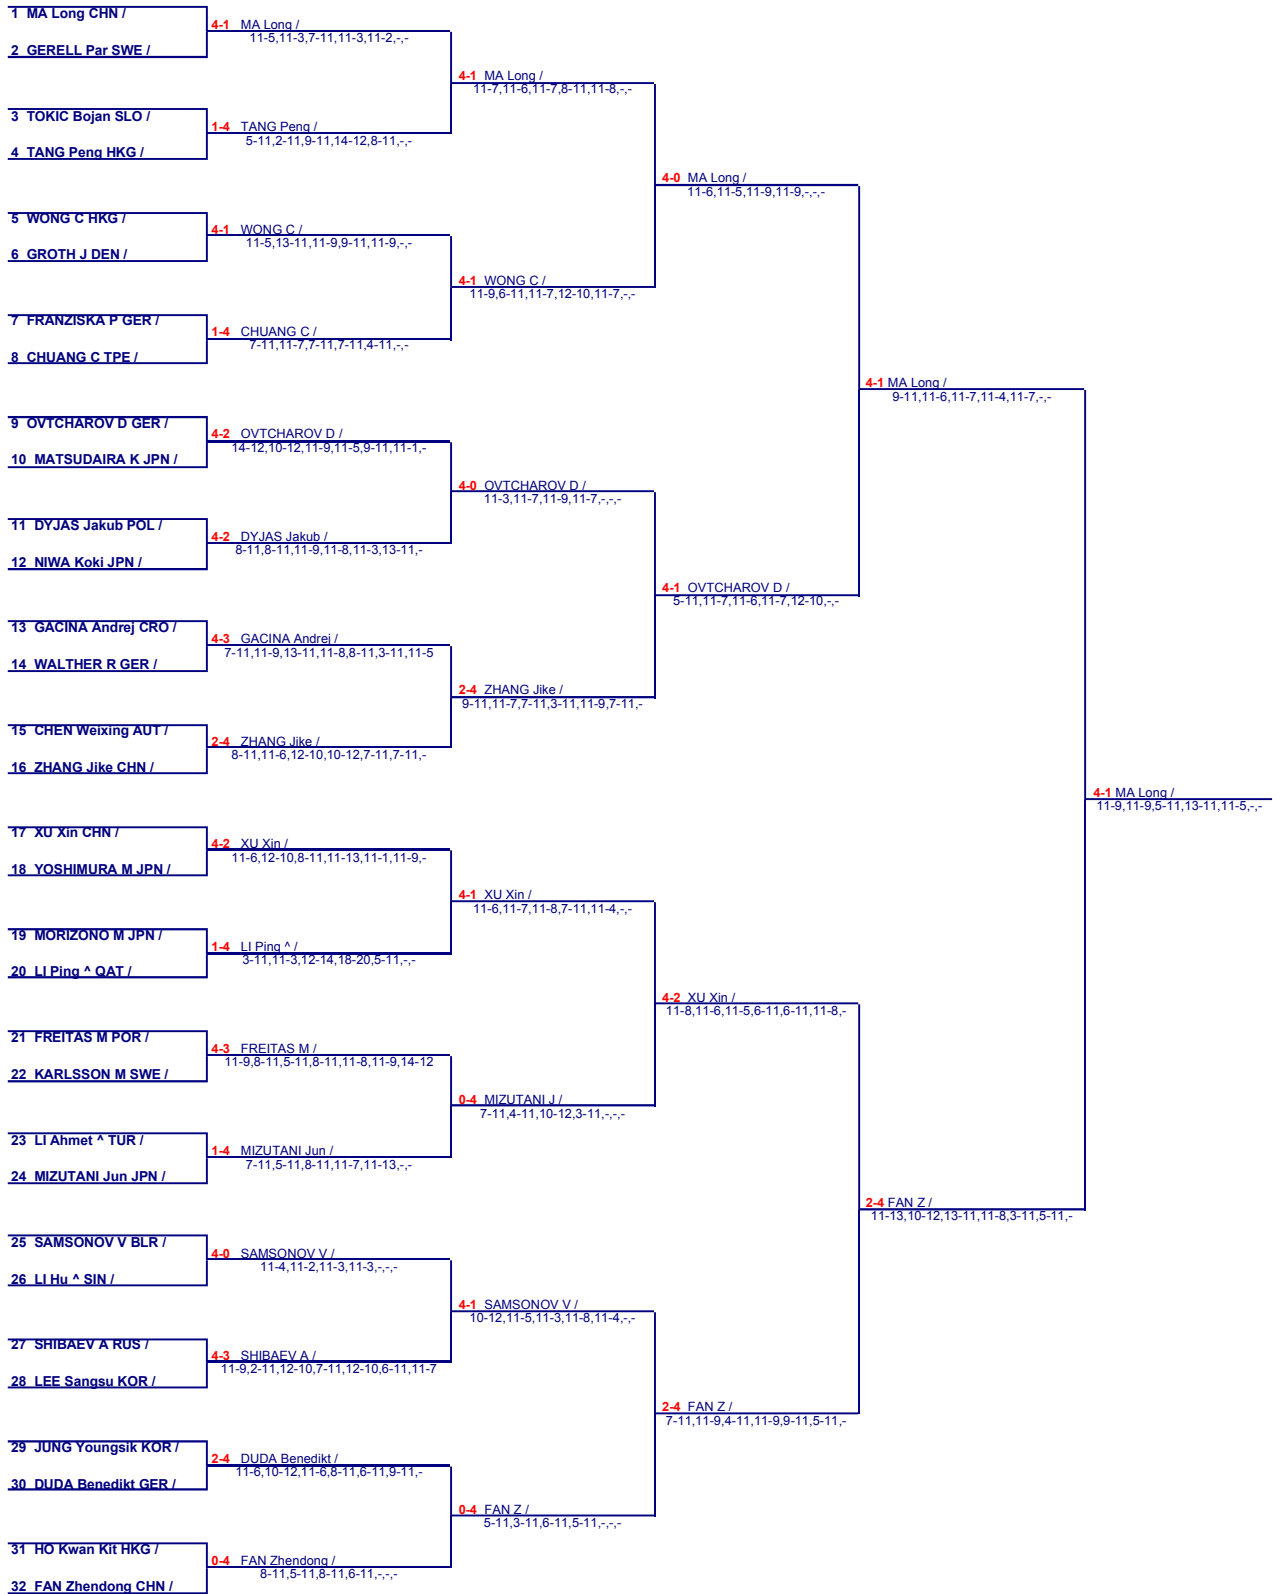 1 MA Long CHN /
4-1 MA Long /
11-5,11-3,7-11,11-3,11-2,-,-
2 GERELL Par SWE /
4-1 MA Long /
11-7,11-6,11-7,8-11,11-8,-,-
3 TOKIC Bojan SLO /
1-4 TANG Peng /
5-11,2-11,9-11,14-12,8-11,-,-
4 TANG Peng HKG /
4-0 MA Long /
11-6,11-5,11-9,11-9,-,-,-
5 WONG C HKG /
4-1 WONG C /
11-5,13-11,11-9,9-11,11-9,-,-
6 GROTH J DEN /
4-1 WONG C /
11-9,6-11,11-7,12-10,11-7,-,-
7 FRANZISKA P GER /
1-4 CHUANG C /
7-11,11-7,7-11,7-11,4-11,-,-
8 CHUANG C TPE /
4-1 MA Long /
9-11,11-6,11-7,11-4,11-7,-,-
9 OVTCHAROV D GER /
4-2 OVTCHAROV D /
14-12,10-12,11-9,11-5,9-11,11-1,-
10 MATSUDAIRA K JPN /
4-0 OVTCHAROV D /
11-3,11-7,11-9,11-7,-,-,-
11 DYJAS Jakub POL /
4-2 DYJAS Jakub /
8-11,8-11,11-9,11-8,11-3,13-11,-
12 NIWA Koki JPN /
4-1 OVTCHAROV D /
5-11,11-7,11-6,11-7,12-10,-,-
13 GACINA Andrej CRO /
4-3 GACINA Andrej /
7-11,11-9,13-11,11-8,8-11,3-11,11-5
14 WALTHER R GER /
2-4 ZHANG Jike /
9-11,11-7,7-11,3-11,11-9,7-11,-
15 CHEN Weixing AUT /
2-4 ZHANG Jike /
8-11,11-6,12-10,10-12,7-11,7-11,-
16 ZHANG Jike CHN /
4-1 MA Long /
11-9,11-9,5-11,13-11,11-5,-,-
17 XU Xin CHN /
4-2 XU Xin /
11-6,12-10,8-11,11-13,11-1,11-9,-
18 YOSHIMURA M JPN /
4-1 XU Xin /
11-6,11-7,11-8,7-11,11-4,-,-
19 MORIZONO M JPN /
1-4 LI Ping ^ /
3-11,11-3,12-14,18-20,5-11,-,-
20 LI Ping ^ QAT /
4-2 XU Xin /
11-8,11-6,11-5,6-11,6-11,11-8,-
21 FREITAS M POR /
4-3 FREITAS M /
11-9,8-11,5-11,8-11,11-8,11-9,14-12
22 KARLSSON M SWE /
0-4 MIZUTANI J /
7-11,4-11,10-12,3-11,-,-,-
23 LI Ahmet ^ TUR /
1-4 MIZUTANI Jun /
7-11,5-11,8-11,11-7,11-13,-,-
24 MIZUTANI Jun JPN /
2-4 FAN Z /
11-13,10-12,13-11,11-8,3-11,5-11,-
25 SAMSONOV V BLR /
4-0 SAMSONOV V /
11-4,11-2,11-3,11-3,-,-,-
26 LI Hu ^ SIN /
4-1 SAMSONOV V /
10-12,11-5,11-3,11-8,11-4,-,-
27 SHIBAEV A RUS /
4-3 SHIBAEV A /
11-9,2-11,12-10,7-11,12-10,6-11,11-7
28 LEE Sangsu KOR /
2-4 FAN Z /
7-11,11-9,4-11,11-9,9-11,5-11,-
29 JUNG Youngsik KOR /
2-4 DUDA Benedikt /
11-6,10-12,11-6,8-11,6-11,9-11,-
30 DUDA Benedikt GER /
0-4 FAN Z /
5-11,3-11,6-11,5-11,-,-,-
31 HO Kwan Kit HKG /
0-4 FAN Zhendong /
8-11,5-11,8-11,6-11,-,-,-
32 FAN Zhendong CHN /